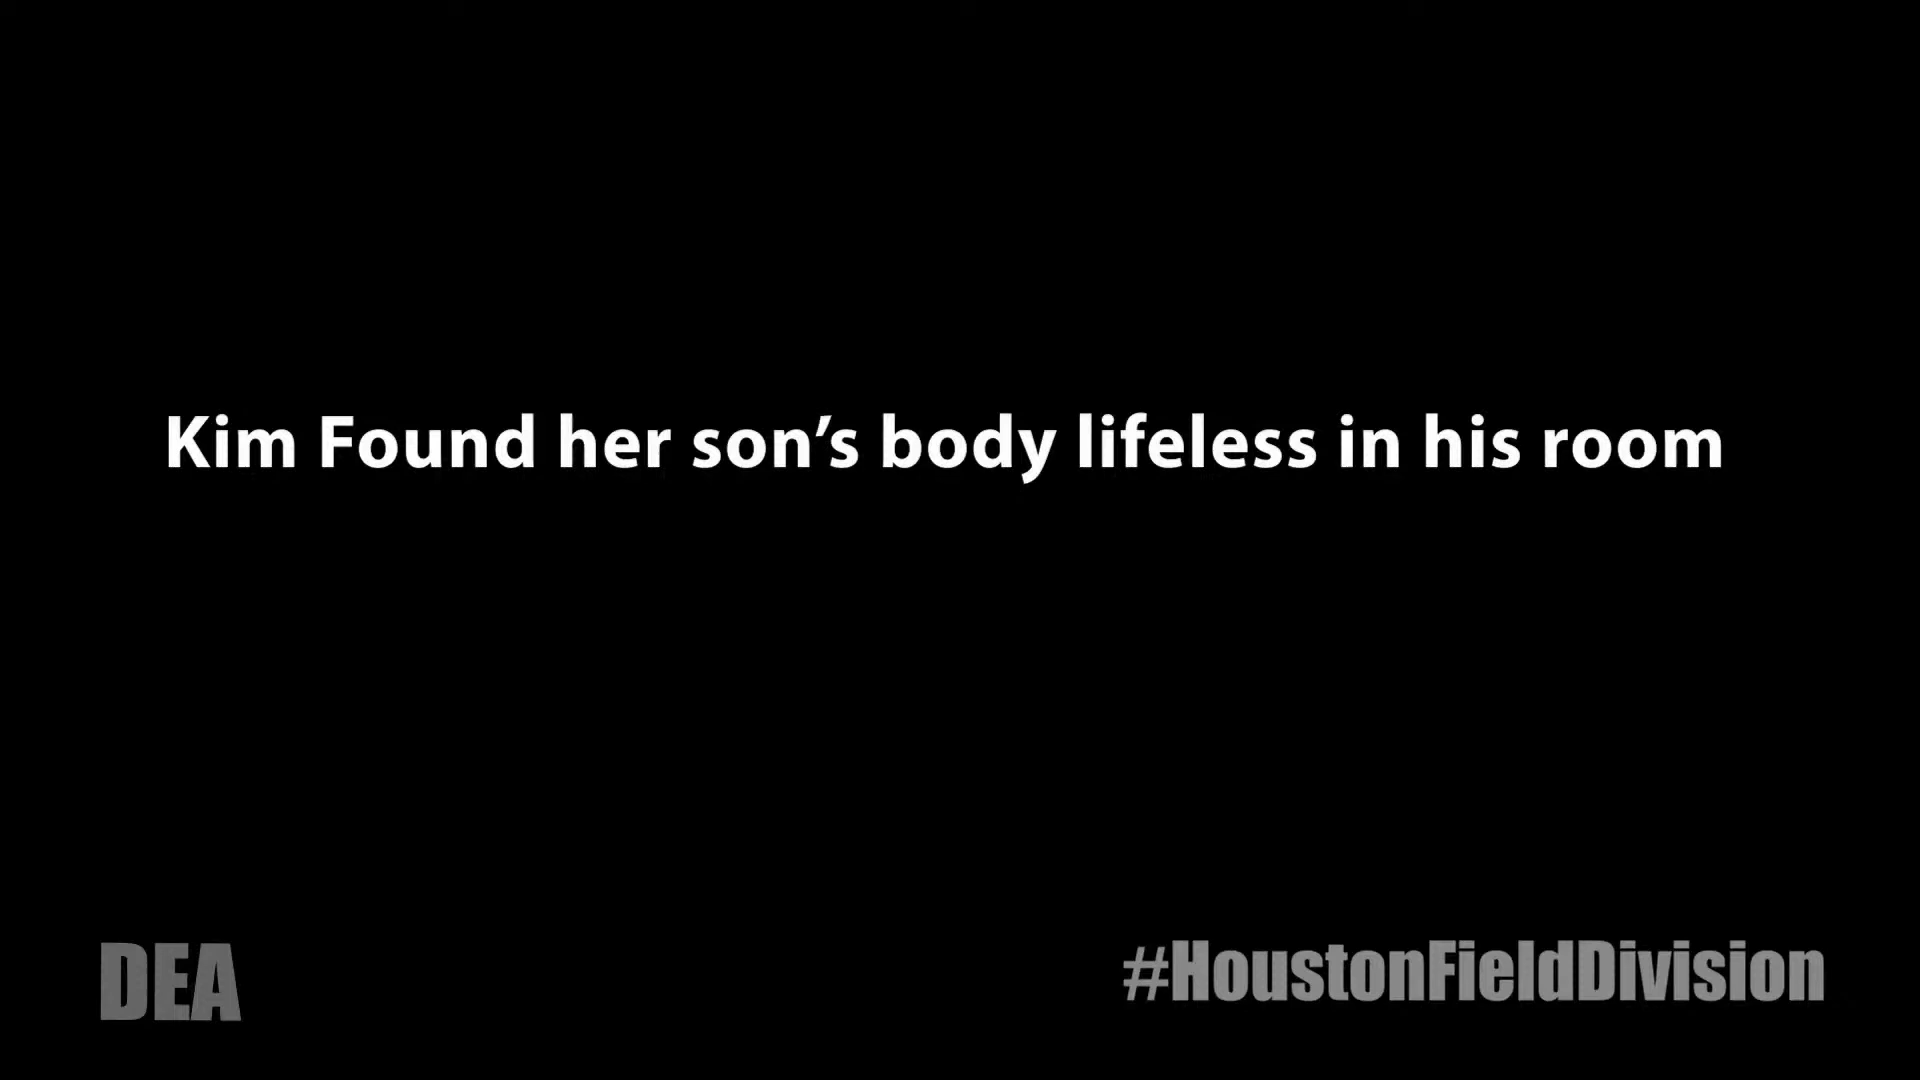 Kim Found her son’s body lifeless in his room
DEA
#HoustonFieldDivision